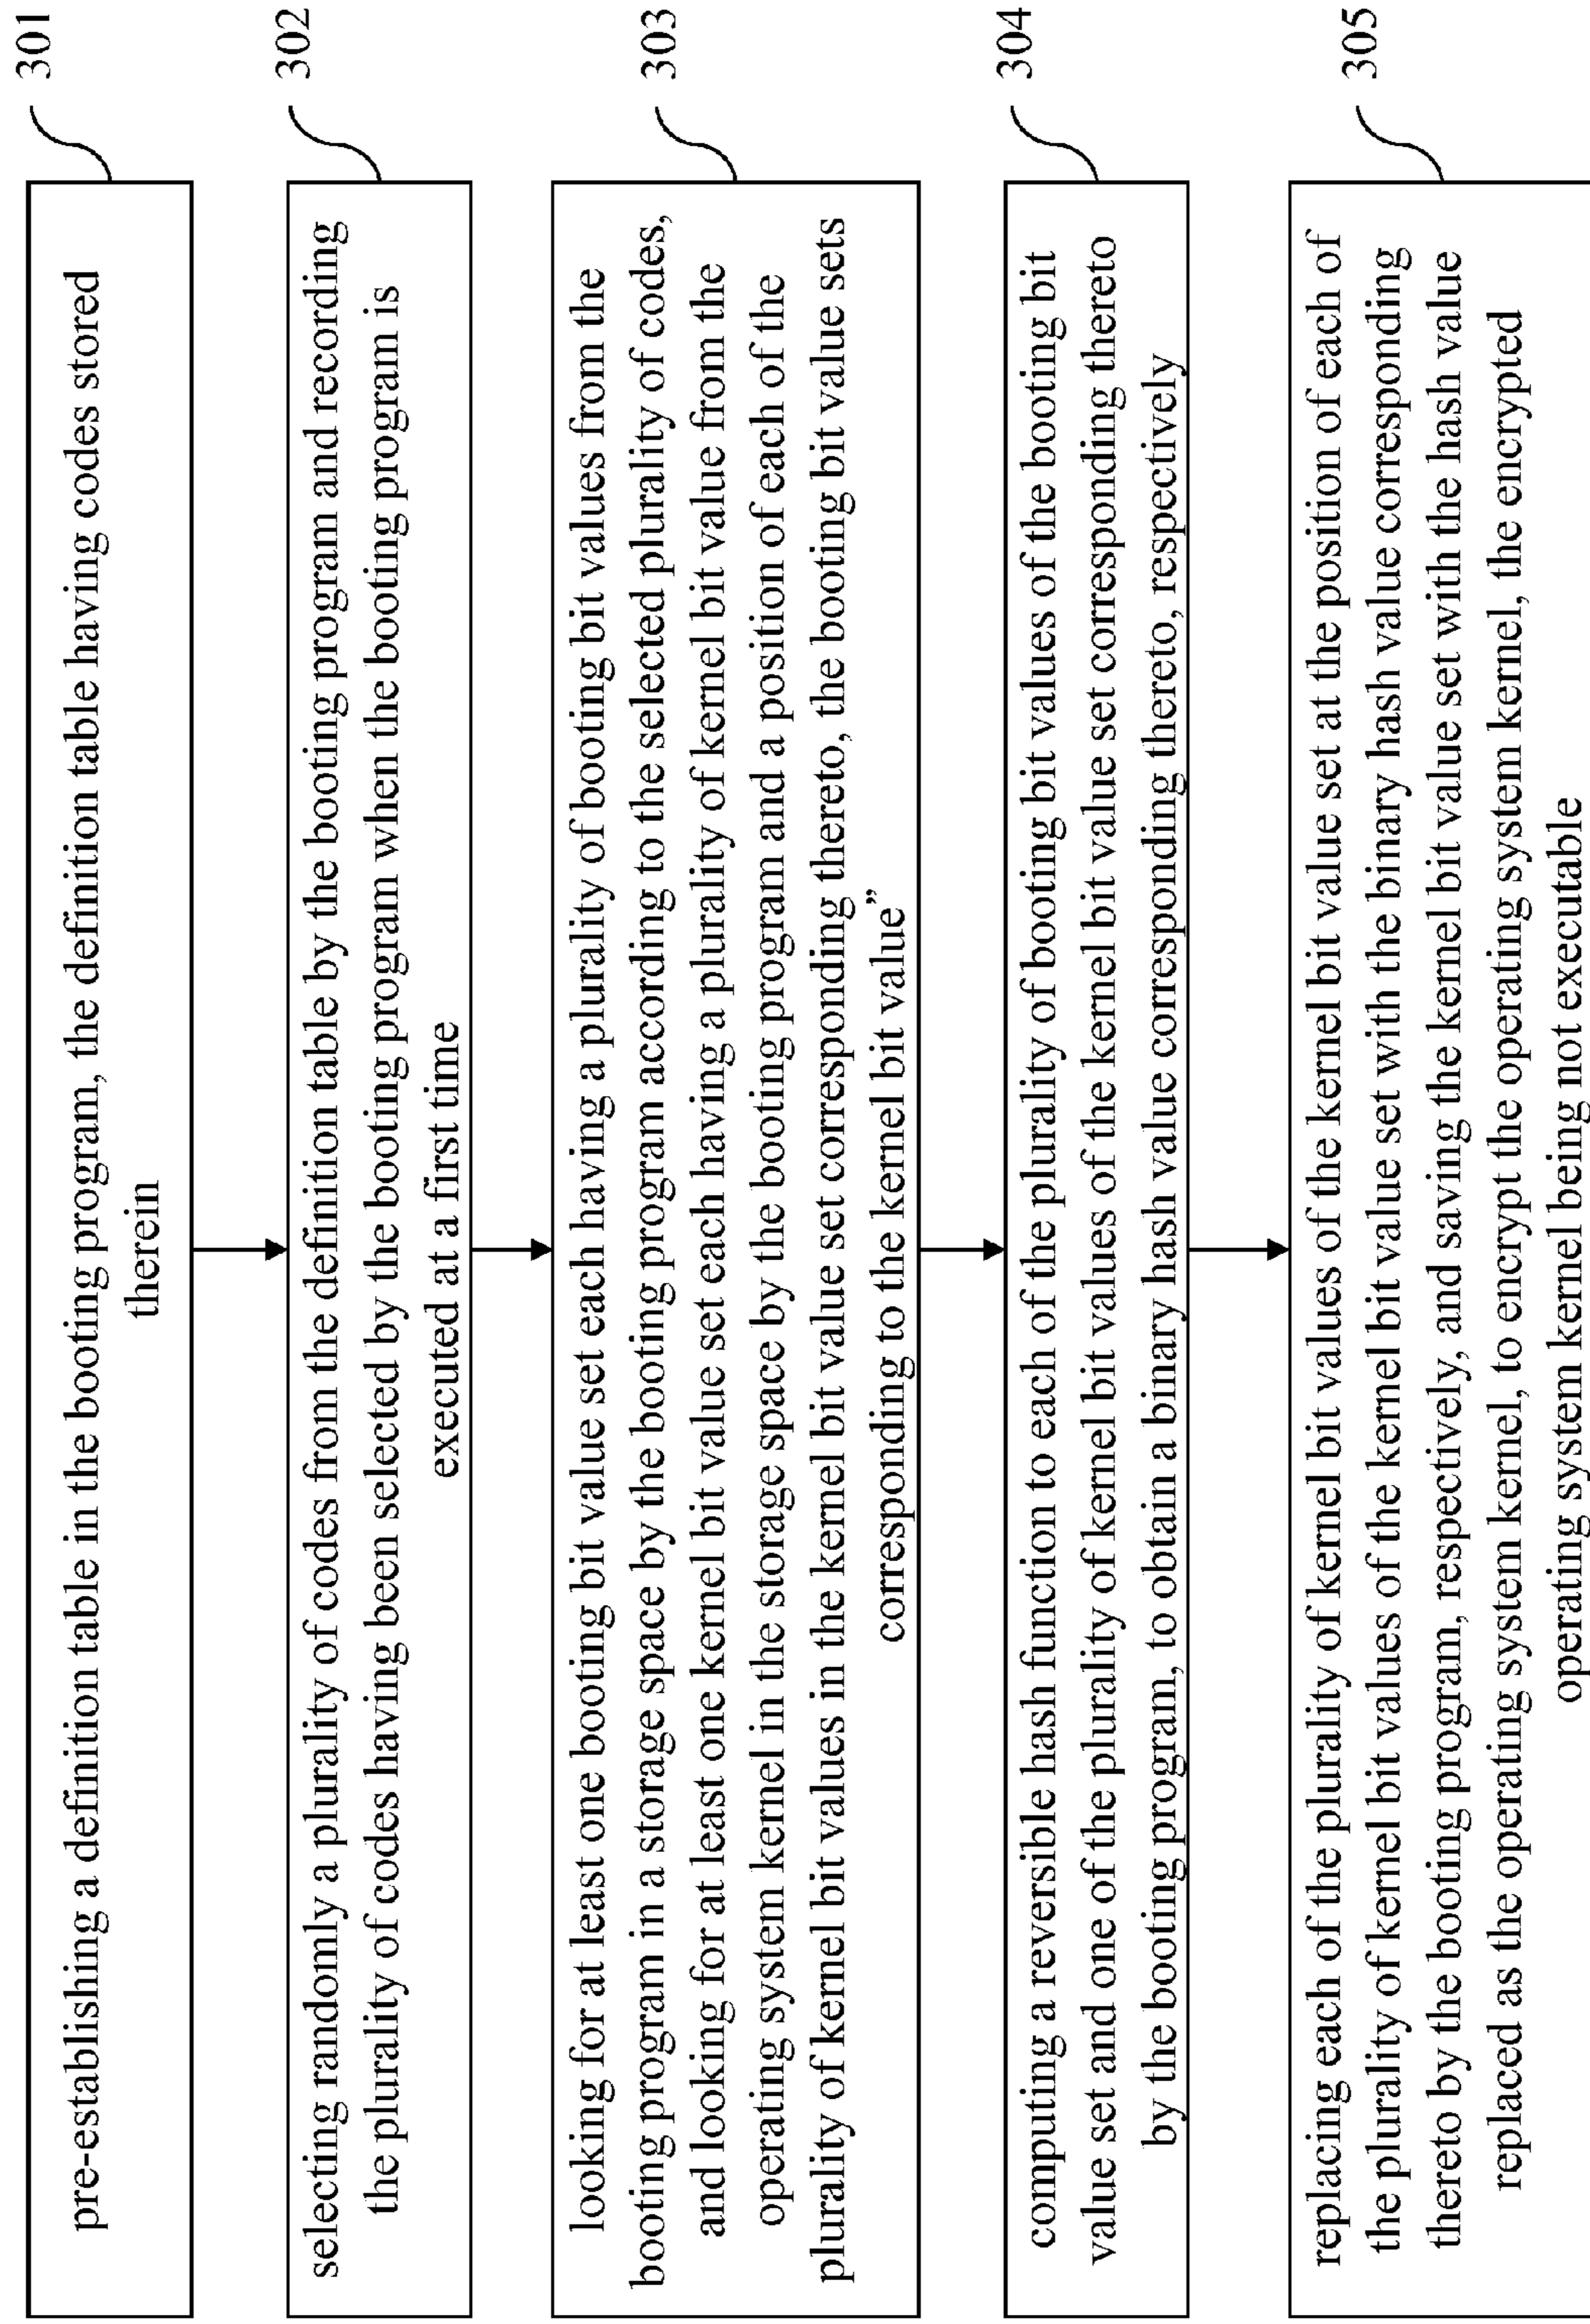 pre-establishing a definition table in the booting program, the definition table having codes stored
therein
301
selecting randomly a plurality of codes from the definition table by the booting program and recording
the plurality of codes having been selected by the booting program when the booting program is
executed at a first time
302
looking for at least one booting bit value set each having a plurality of booting bit values from the
booting program in a storage space by the booting program according to the selected plurality of codes,
and looking for at least one kernel bit value set each having a plurality of kernel bit value from the
operating system kernel in the storage space by the booting program and a position of each of the
plurality of kernel bit values in the kernel bit value set corresponding thereto, the booting bit value sets
corresponding to the kernel bit value”
303
computing a reversible hash function to each of the plurality of booting bit values of the booting bit
value set and one of the plurality of kernel bit values of the kernel bit value set corresponding thereto
by the booting program, to obtain a binary hash value corresponding thereto, respectively
304
replacing each of the plurality of kernel bit values of the kernel bit value set at the position of each of
the plurality of kernel bit values of the kernel bit value set with the binary hash value corresponding
thereto by the booting program, respectively, and saving the kernel bit value set with the hash value
replaced as the operating system kernel, to encrypt the operating system kernel, the encrypted
operating system kernel being not executable
305